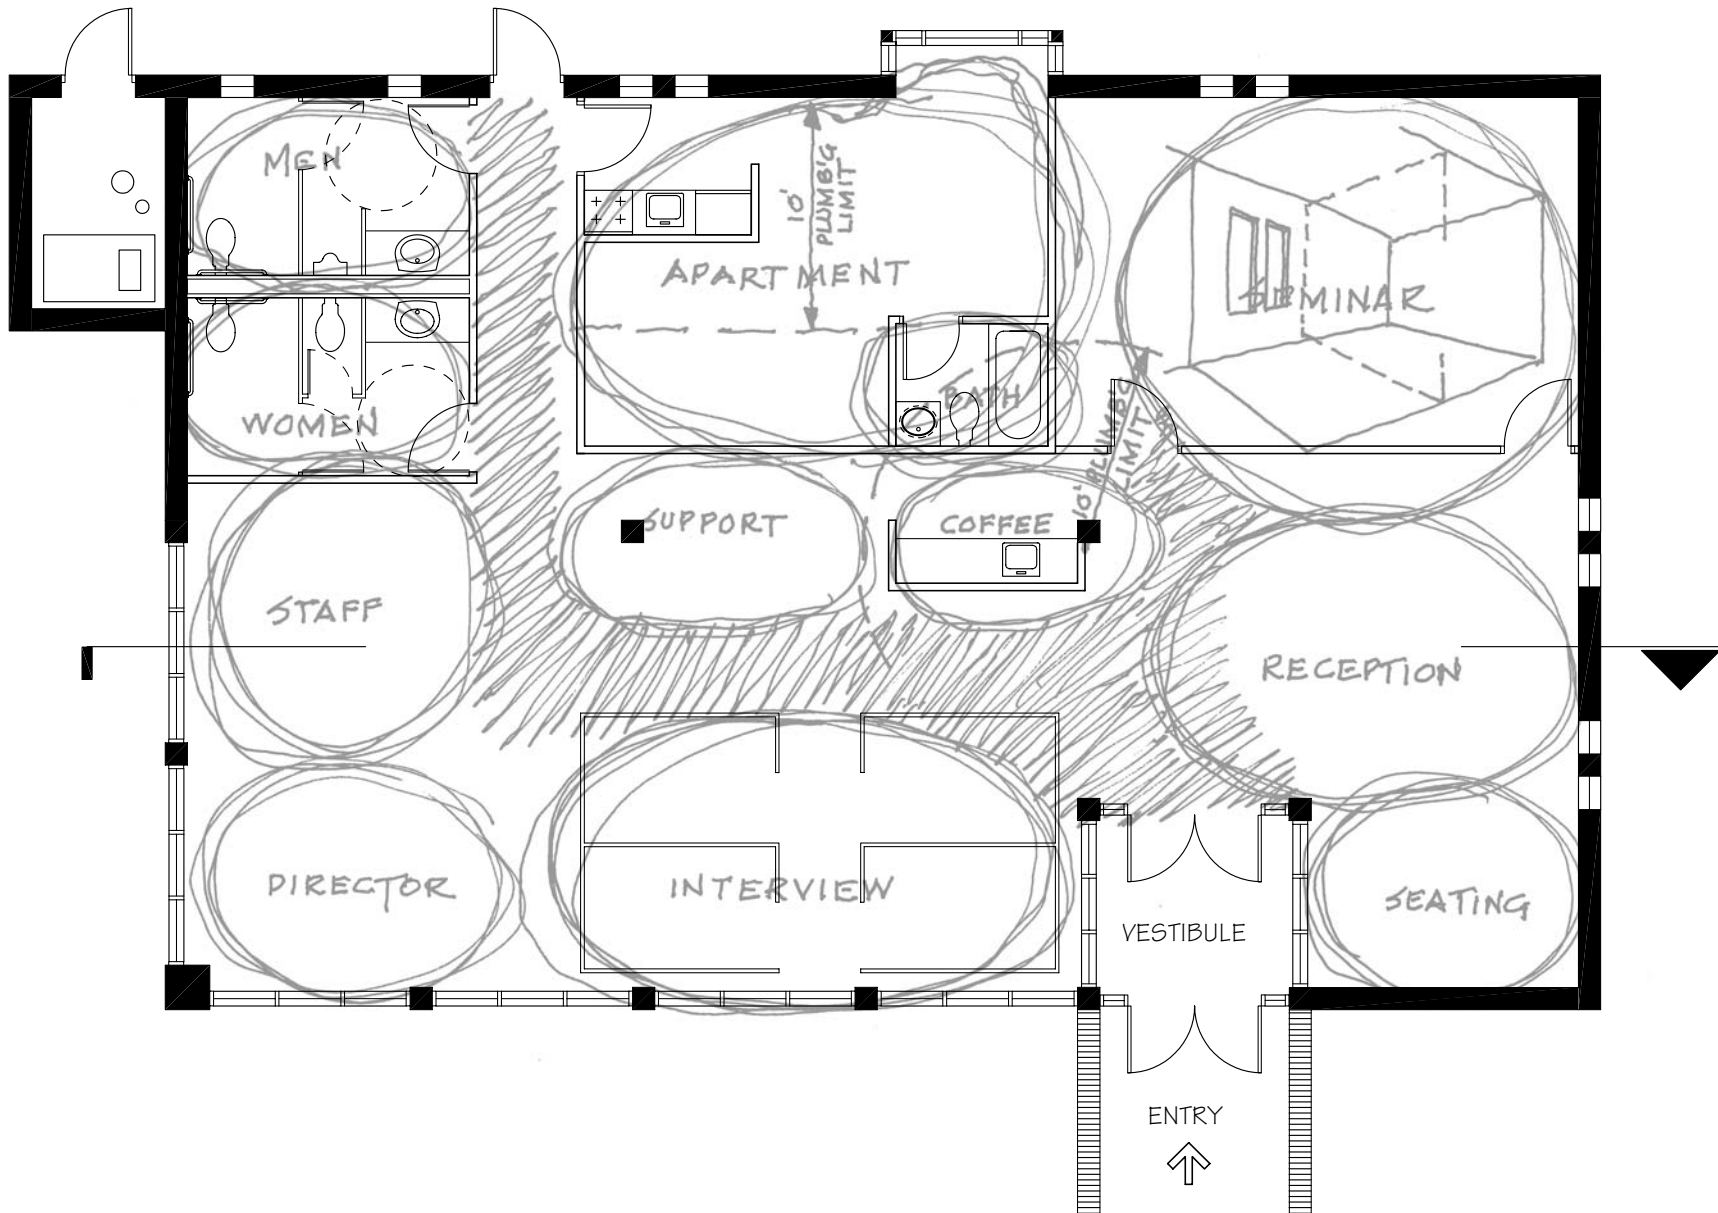 MEN
10'
PLUMB'G
LIMIT
APARTMENT
SEMINAR
BATH
WOMEN
10' PLUMB'G
LIMIT
SUPPORT
COFFEE
STAFF
RECEPTION
DIRECTOR
INTERVIEW
SEATING
VESTIBULE
ENTRY